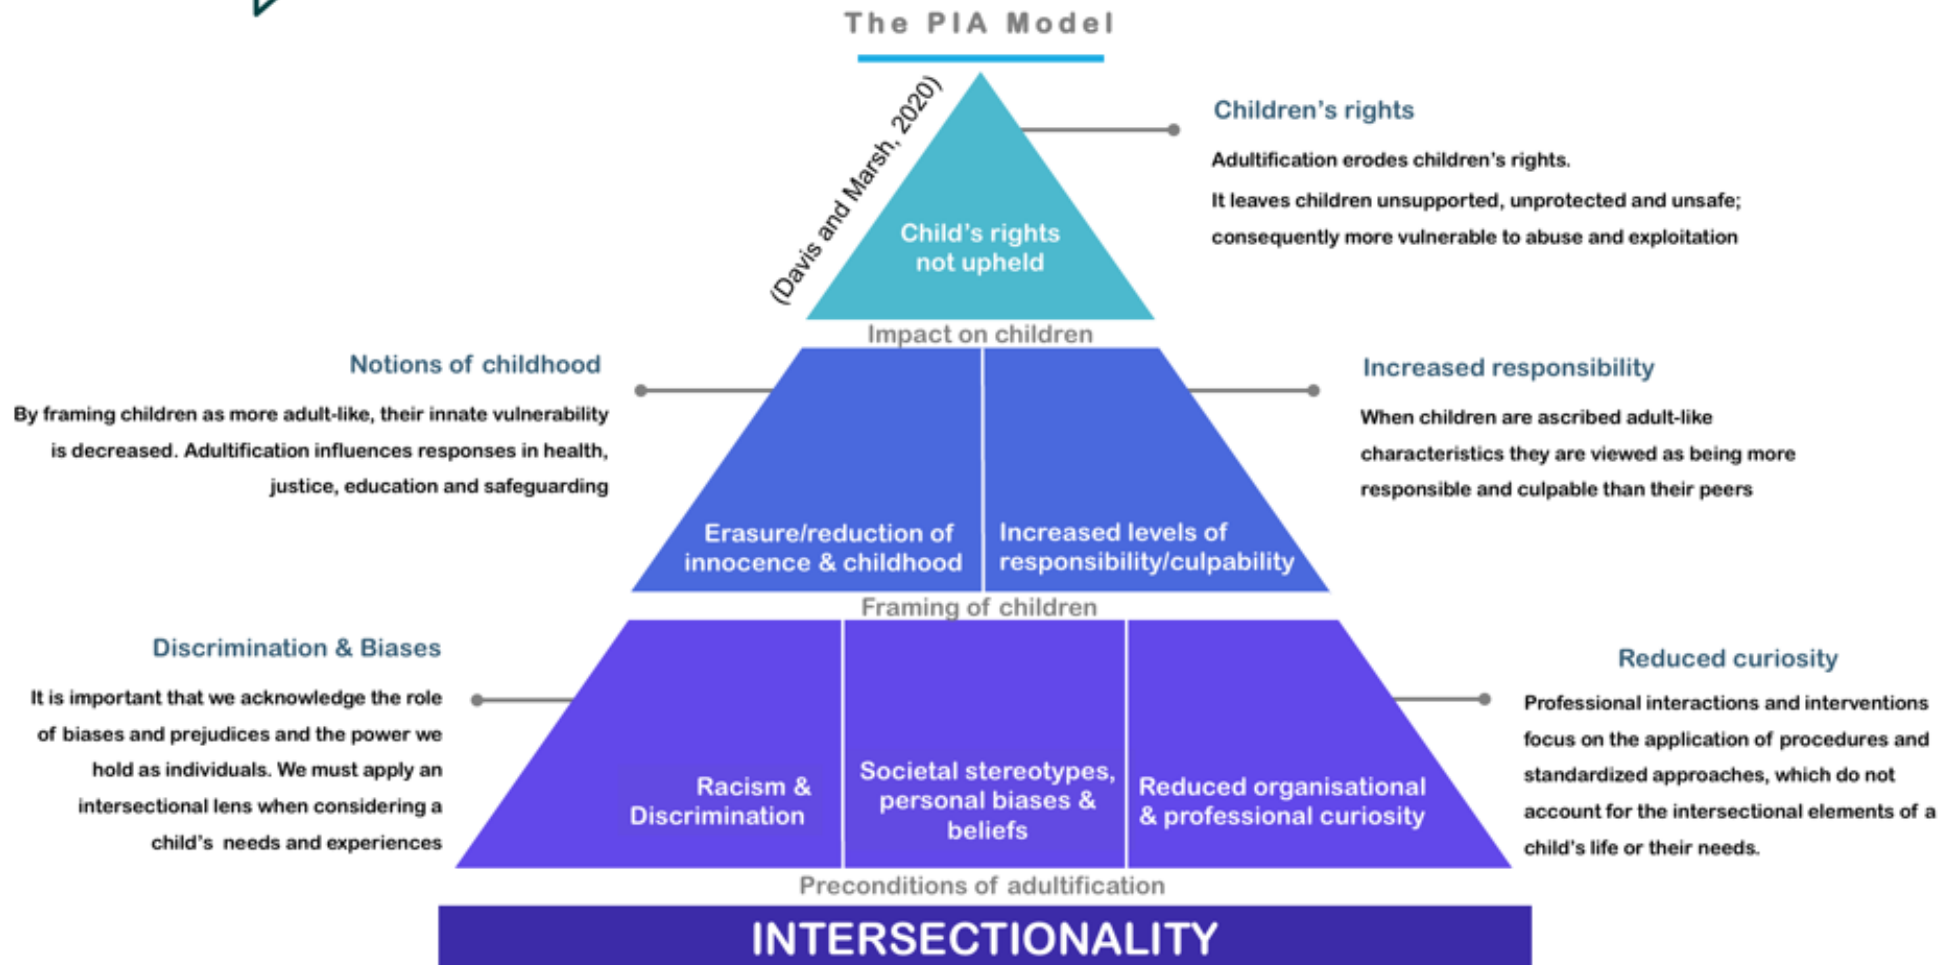 The PIA Model
(Davis and Marsh, 2020)
Children's rights
Adultification erodes children's rights.
It leaves children unsupported, unprotected and unsafe;
consequently more vulnerable to abuse and exploitation
Child's rights
not upheld
Impact on children
Notions of childhood
By framing children as more adult-like, their innate vulnerability
is decreased. Adultification influences responses in health,
justice, education and safeguarding
Increased responsibility
When children are ascribed adult-like
characteristics they are viewed as being more
responsible and culpable than their peers
Erasure/reduction of
innocence & childhood
Increased levels of
responsibility/culpability
Framing of children
Discrimination & Biases
It is important that we acknowledge the role
of biases and prejudices and the power we
hold as individuals. We must apply an
intersectional lens when considering a
child's needs and experiences
Reduced curiosity
Professional interactions and interventions
focus on the application of procedures and
standardized approaches, which do not
account for the intersectional elements of a
child's life or their needs.
Racism &
Discrimination
Societal stereotypes,
personal biases &
beliefs
Reduced organisational
& professional curiosity
Preconditions of adultification
INTERSECTIONALITY